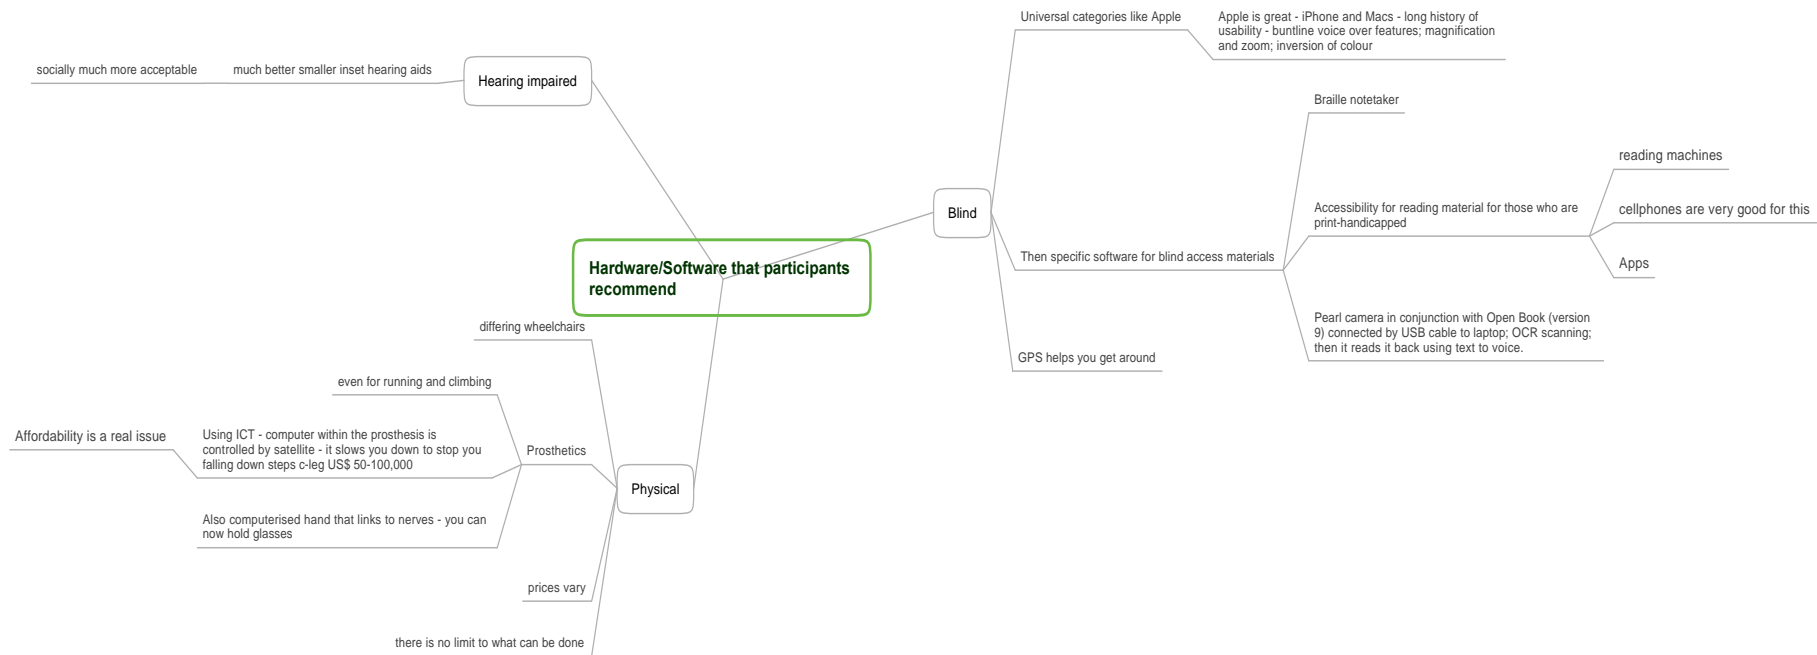 Hardware/Software that participants
recommend
Hearing impaired
much better smaller inset hearing aids
socially much more acceptable
Blind
Universal categories like Apple
Apple is great - iPhone and Macs - long history of
usability - buntline voice over features; magnification
and zoom; inversion of colour
Then specific software for blind access materials
Braille notetaker
Accessibility for reading material for those who are
print-handicapped
reading machines
cellphones are very good for this
Apps
Pearl camera in conjunction with Open Book (version
9) connected by USB cable to laptop; OCR scanning;
then it reads it back using text to voice.
GPS helps you get around
Physical
differing wheelchairs
Prosthetics
even for running and climbing
Using ICT - computer within the prosthesis is
controlled by satellite - it slows you down to stop you
falling down steps c-leg US$ 50-100,000
Affordability is a real issue
Also computerised hand that links to nerves - you can
now hold glasses
prices vary
there is no limit to what can be done